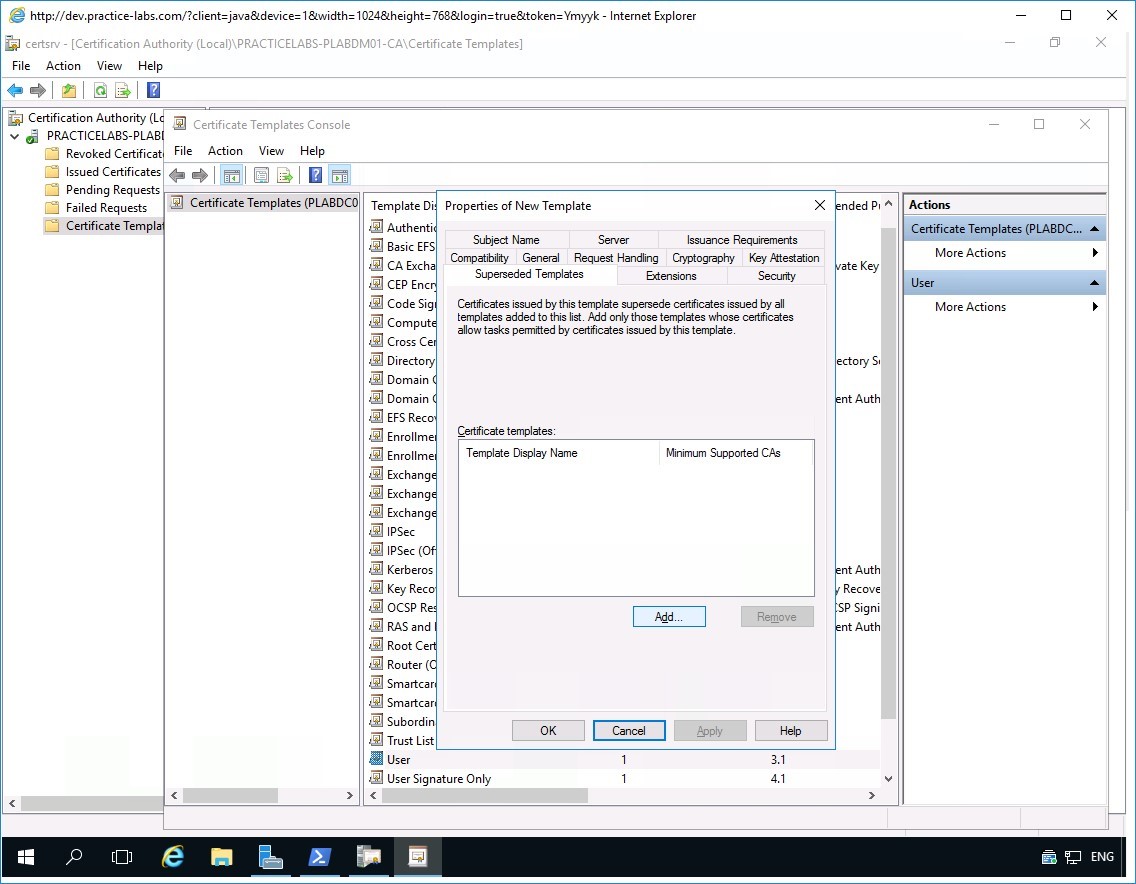 http://dev.practice-labs.com/?client=java&device=1&width=1024&height=768&login=true&token=Ymyyk - Internet Explorer
certsrv - [Certification Authority (Local)\PRACTICELABS-PLABDM01-CA\Certificate Templates]
File Action View Help
Certification Authority (Lo
PRACTICELABS-PLABD
Revoked Certificate
Issued Certificates
Pending Requests
Failed Requests
Certificate Templat
Certificate Templates Console
File Action View Help
Certificate Templates (PLABDC0
Template Di
Authentic
Basic EFS
CA Excha
CEP Encry
Code Sig
Compute
Cross Cer
Directory
Domain C
Domain C
EFS Reco
Enrollmer
Enrollmer
Exchange
Exchange
Exchange
IPSec
IPSec (Off
Kerberos
Key Reco
OCSP Res
RAS and I
Root Cert
Router (O
Smartcar
Smartcar
Subordin
Trust List
User 1 3.1
User Signature Only 1 4.1
ended Pu
vate Key
ectory Se
ent Auth
ent Auth
y Recove
CSP Signi
ent Auth
Properties of New Template
Subject Name Server Issuance Requirements
Compatibility General Request Handling Cryptography Key Attestation
Superseded Templates Extensions Security
Certificates issued by this template supersede certificates issued by all
templates added to this list. Add only those templates whose certificates
allow tasks permitted by certificates issued by this template.
Certificate templates:
Template Display Name Minimum Supported CAs
Add... Remove
OK Cancel Apply Help
Actions
Certificate Templates (PLABDC...
More Actions
User
More Actions
ENG